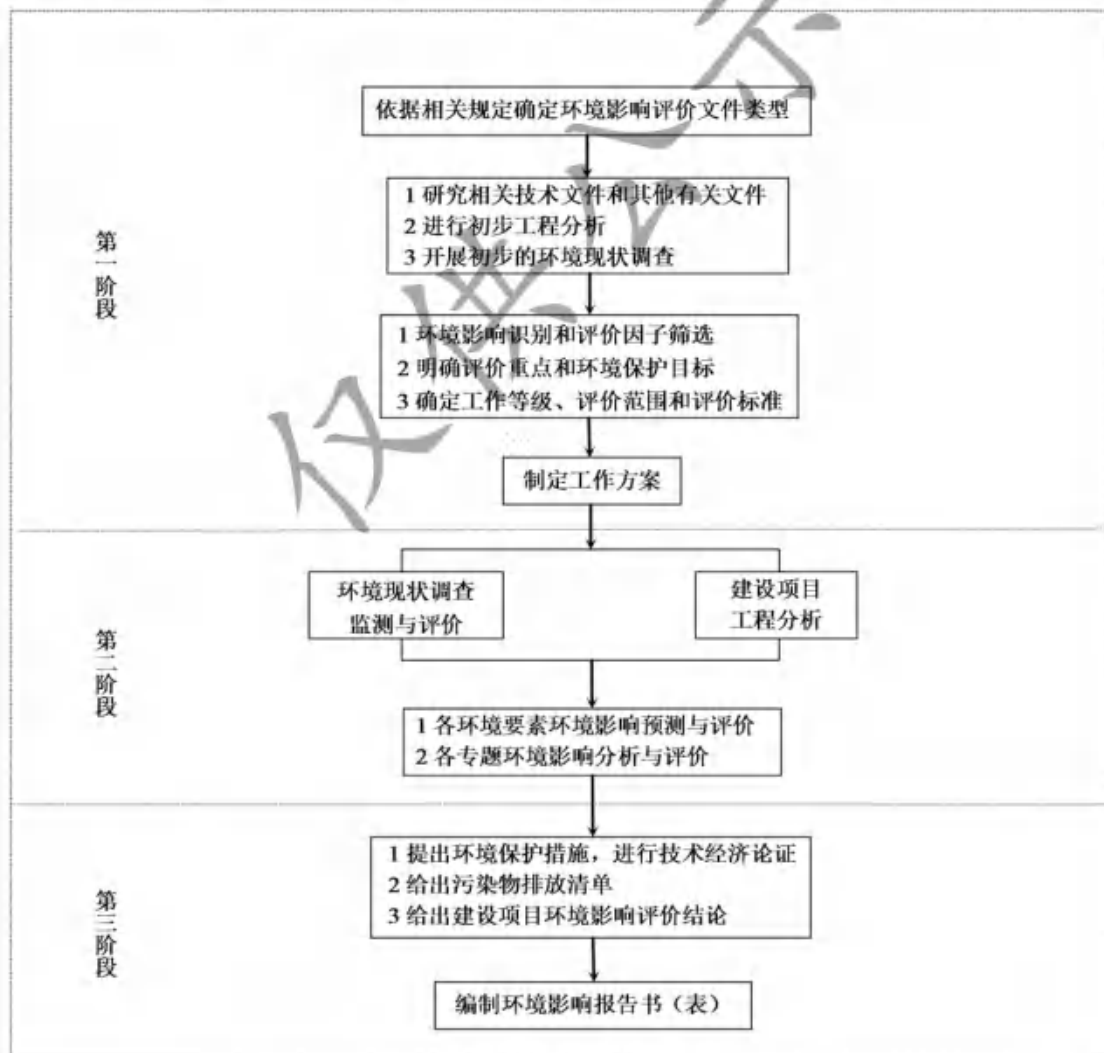 依据相关规定确定环境影响评价文件类型
1 研究相关技术文件和其他有关文件
2 进行初步工程分析
3 开展初步的环境现状调查
第一阶段
1 环境影响识别和评价因子筛选
2 明确评价重点和环境保护目标
3 确定工作等级、评价范围和评价标准
制定工作方案
环境现状调查
监测与评价
建设项目
工程分析
第二阶段
1 各环境要素环境影响预测与评价
2 各专题环境影响分析与评价
1 提出环境保护措施，进行技术经济论证
2 给出污染物排放清单
3 给出建设项目环境影响评价结论
第三阶段
编制环境影响报告书（表）
仅供公示